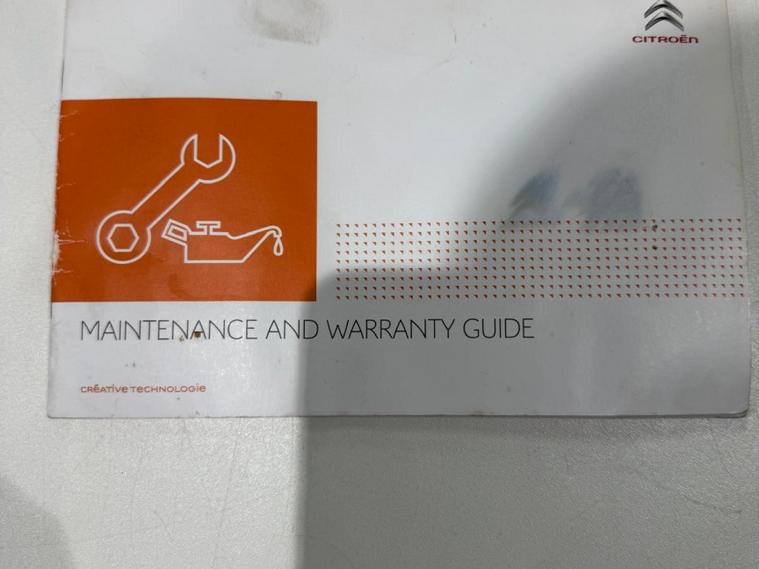 CITROËN
MAINTENANCE AND WARRANTY GUIDE
CRÉATIVE TECHNOLOGIE